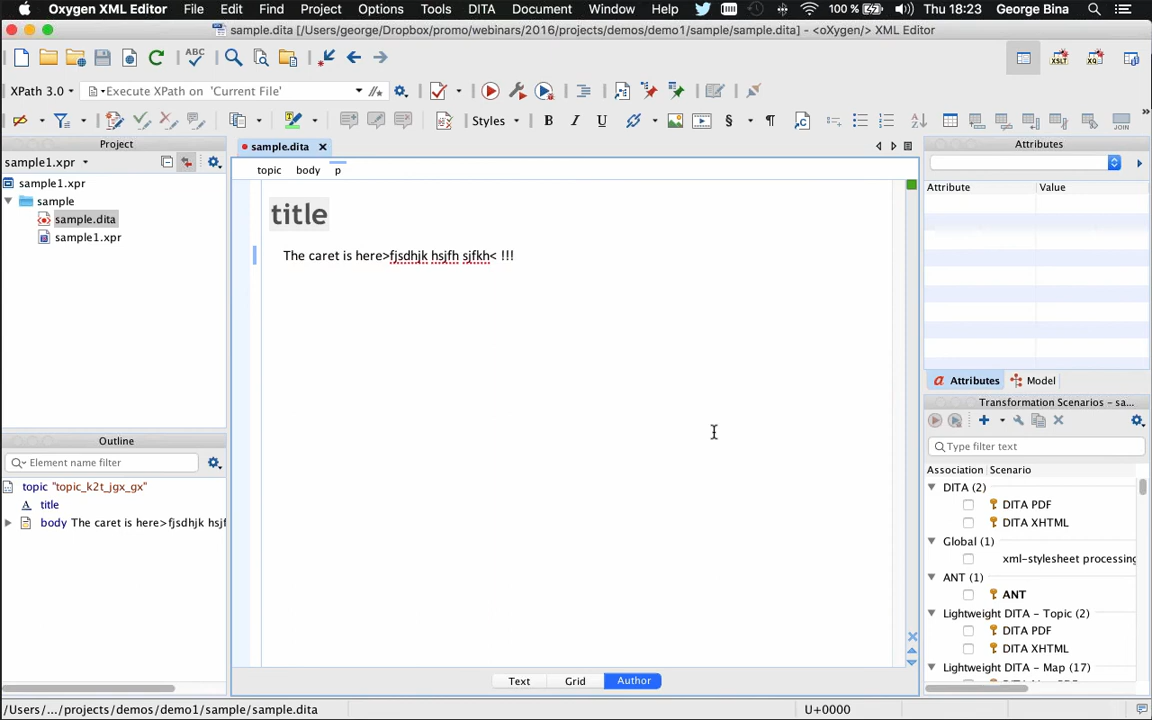 Oxygen XML Editor File Edit Find Project Options Tools DITA Document Window Help 100 % Thu 18:23 George Bina
sample.dita [/Users/george/Dropbox/promo/webinars/2016/projects/demos/demo1/sample/sample.dita] - <oXygen/> XML Editor
ABC XSLT XQ
XPath 3.0 Execute XPath on 'Current File'
Styles B I U § ¶ JOIN »
Project sample.dita Attributes
sample1.xpr
topic body p
sample1.xpr
Attribute Value
sample
title
sample.dita
sample1.xpr
The caret is here>fjsdhjk hsjfh sjfkh< !!!
Attributes Model
Transformation Scenarios - sa...
Outline
Type filter text
Element name filter
Association Scenario
topic "topic_k2t_jgx_gx"
DITA (2)
title
DITA PDF
body The caret is here>fjsdhjk hsjf
DITA XHTML
Global (1)
xml-stylesheet processing
ANT (1)
ANT
Lightweight DITA - Topic (2)
DITA PDF
DITA XHTML
Lightweight DITA - Map (17)
Text Grid Author
/Users/.../projects/demos/demo1/sample/sample.dita U+0000